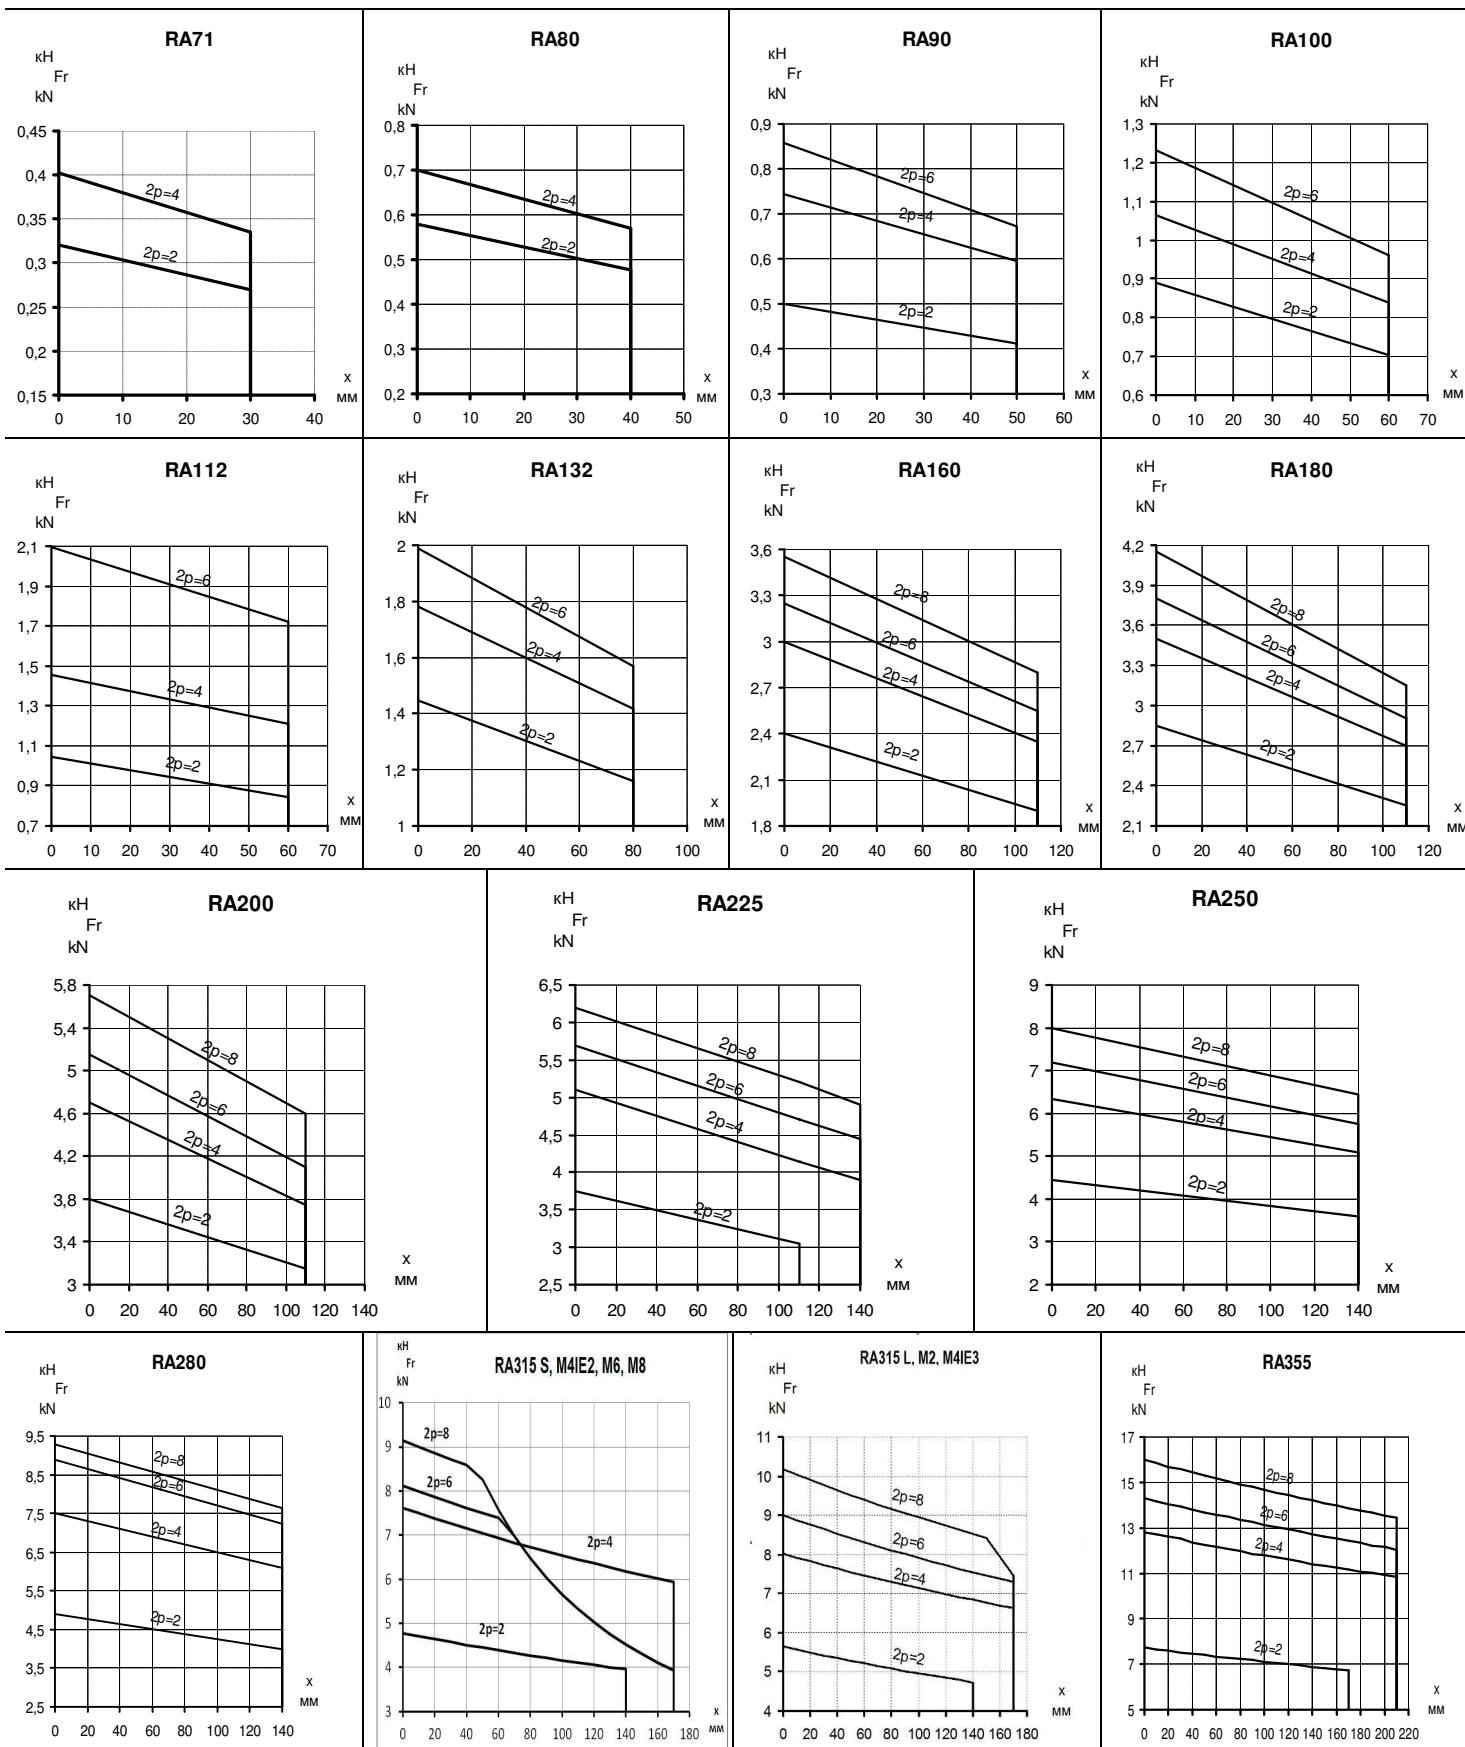 RA71
кН
Fr
kN
0,45
0,4
0,35
0,3
0,25
0,2
0,15
2p=4
2p=2
x
мм
0 10 20 30 40
RA80
кН
Fr
kN
0,8
0,7
0,6
0,5
0,4
0,3
0,2
2p=4
2p=2
x
мм
0 10 20 30 40 50
RA90
кН
Fr
kN
0,9
0,8
0,7
0,6
0,5
0,4
0,3
2p=6
2p=4
2p=2
x
мм
0 10 20 30 40 50 60
RA100
кН
Fr
kN
1,3
1,2
1,1
1
0,9
0,8
0,7
0,6
2p=6
2p=4
2p=2
x
мм
0 10 20 30 40 50 60 70
RA112
кН
Fr
kN
2,1
1,9
1,7
1,5
1,3
1,1
0,9
0,7
2p=6
2p=4
2p=2
x
мм
0 10 20 30 40 50 60 70
RA132
кН
Fr
kN
2
1,8
1,6
1,4
1,2
1
2p=6
2p=4
2p=2
x
мм
0 20 40 60 80 100
RA160
кН
Fr
kN
3,6
3,3
3
2,7
2,4
2,1
1,8
2p=8
2p=6
2p=4
2p=2
x
мм
0 20 40 60 80 100 120
RA180
кН
Fr
kN
4,2
3,9
3,6
3,3
3
2,7
2,4
2,1
2p=8
2p=6
2p=4
2p=2
x
мм
0 20 40 60 80 100 120
RA200
кН
Fr
kN
5,8
5,4
5
4,6
4,2
3,8
3,4
3
2p=8
2p=6
2p=4
2p=2
x
мм
0 20 40 60 80 100 120 140
RA225
кН
Fr
kN
6,5
6
5,5
5
4,5
4
3,5
3
2,5
2p=8
2p=6
2p=4
2p=2
x
мм
0 20 40 60 80 100 120 140
RA250
кН
Fr
kN
9
8
7
6
5
4
3
2
2p=8
2p=6
2p=4
2p=2
x
мм
0 20 40 60 80 100 120 140
RA280
кН
Fr
kN
9,5
8,5
7,5
6,5
5,5
4,5
3,5
2,5
2p=8
2p=6
2p=4
2p=2
x
мм
0 20 40 60 80 100 120 140
RA315 S, M4IE2, M6, M8
кН
Fr
kN
10
9
8
7
6
5
4
3
2p=8
2p=6
2p=4
2p=2
x
мм
0 20 40 60 80 100 120 140 160 180
RA315 L, M2, M4IE3
кН
Fr
kN
11
10
9
8
7
6
5
4
2p=8
2p=6
2p=4
2p=2
x
мм
0 20 40 60 80 100 120 140 160 180
RA355
кН
Fr
kN
17
15
13
11
9
7
5
2p=8
2p=6
2p=4
2p=2
x
мм
0 20 40 60 80 100 120 140 160 180 200 220